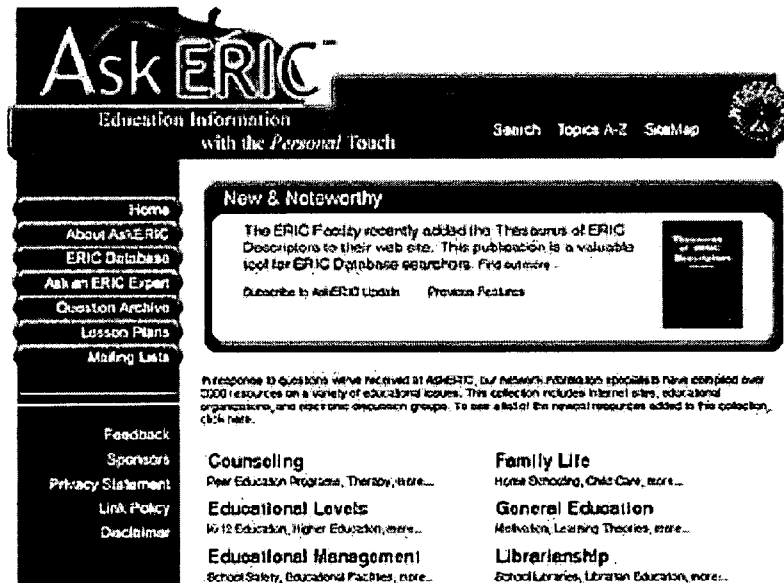 AskERIC
Education Information
with the Personal Touch
Search Topics A-Z SiteMap
Home
About AskERIC
ERIC Database
Ask an ERIC Expert
Question Archive
Lesson Plans
Mailing Lists
Feedback
Sponsors
Privacy Statement
Link Policy
Disclaimer
New & Noteworthy
The ERIC Facility recently added the Thesaurus of ERIC
Descriptors to their web site. This publication is a valuable
tool for ERIC Database searchers. Find out more
Subscribe to AskERIC Update Previous Features
Thesaurus
of ERIC
Descriptors
In response to questions we've received at AskERIC, our network information specialists have compiled over
3000 resources on a variety of educational issues. This collection includes Internet sites, educational
organizations, and electronic discussion groups. To see a list of the newest resources added to this collection,
click here.
Counseling
Peer Education Programs, Therapy, more...
Family Life
Home Schooling, Child Care, more...
Educational Levels
K-12 Education, Higher Education, more...
General Education
Motivation, Learning Theories, more...
Educational Management
School Safety, Educational Facilities, more...
Librarianship
School Libraries, Librarian Education, more...